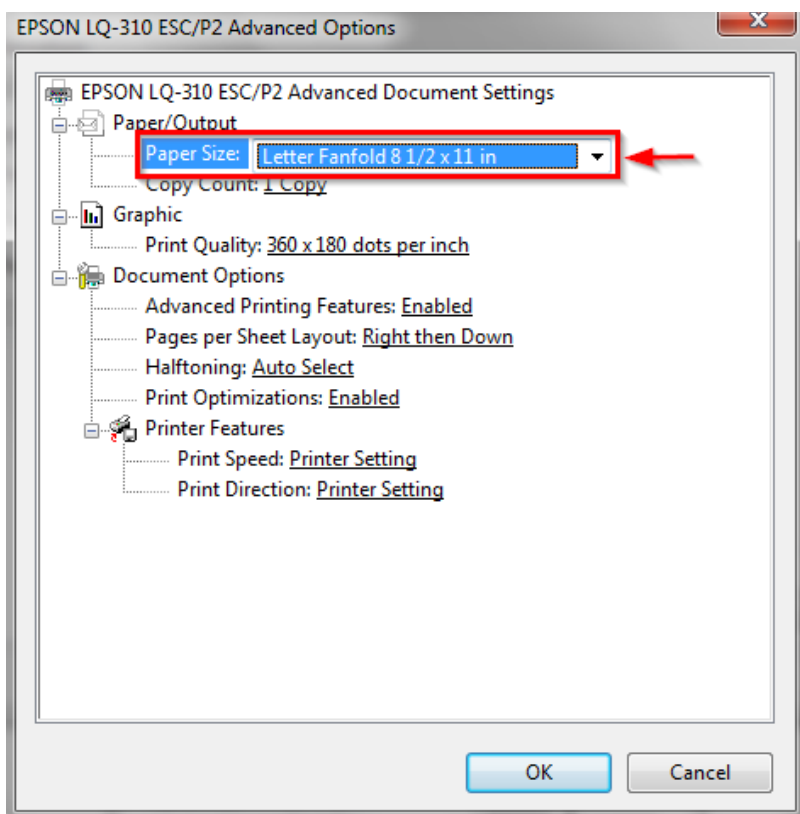 EPSON LQ-310 ESC/P2 Advanced Options
EPSON LQ-310 ESC/P2 Advanced Document Settings
Paper/Output
Paper Size: Letter Fanfold 8 1/2 x 11 in
Copy Count: 1 Copy
Graphic
Print Quality: 360 x 180 dots per inch
Document Options
Advanced Printing Features: Enabled
Pages per Sheet Layout: Right then Down
Halftoning: Auto Select
Print Optimizations: Enabled
Printer Features
Print Speed: Printer Setting
Print Direction: Printer Setting
OK Cancel